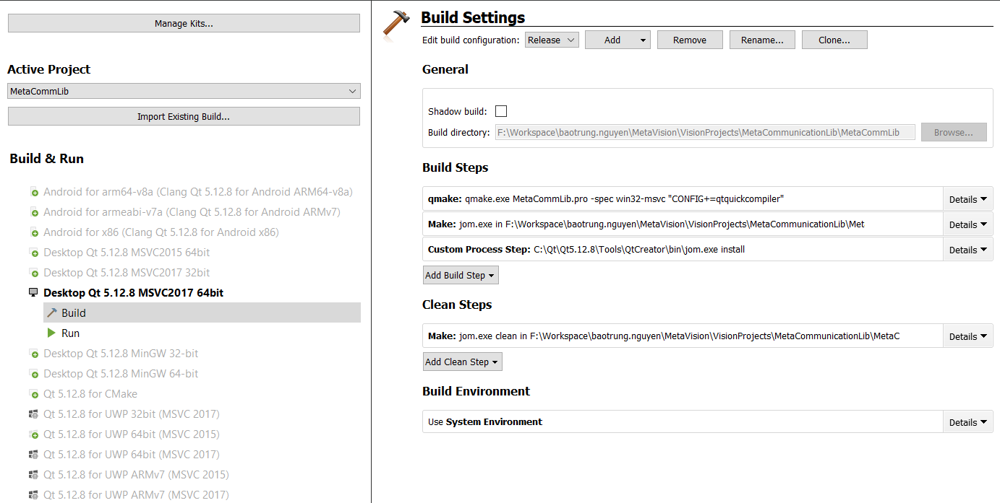 Manage Kits...
Active Project
MetaCommLib
Import Existing Build...
Build & Run
Android for arm64-v8a (Clang Qt 5.12.8 for Android ARM64-v8a)
Android for armeabi-v7a (Clang Qt 5.12.8 for Android ARMv7)
Android for x86 (Clang Qt 5.12.8 for Android x86)
Desktop Qt 5.12.8 MSVC2015 64bit
Desktop Qt 5.12.8 MSVC2017 32bit
Desktop Qt 5.12.8 MSVC2017 64bit
Build
Run
Desktop Qt 5.12.8 MinGW 32-bit
Desktop Qt 5.12.8 MinGW 64-bit
Qt 5.12.8 for CMake
Qt 5.12.8 for UWP 32bit (MSVC 2017)
Qt 5.12.8 for UWP 64bit (MSVC 2015)
Qt 5.12.8 for UWP 64bit (MSVC 2017)
Qt 5.12.8 for UWP ARMv7 (MSVC 2015)
Qt 5.12.8 for UWP ARMv7 (MSVC 2017)
Build Settings
Edit build configuration: Release Add Remove Rename... Clone...
General
Shadow build:
Build directory: F:\Workspace\baotrung.nguyen\MetaVision\VisionProjects\MetaCommunicationLib\MetaCommLib Browse...
Build Steps
qmake: qmake.exe MetaCommLib.pro -spec win32-msvc "CONFIG+=qtquickcompiler" Details
Make: jom.exe in F:\Workspace\baotrung.nguyen\MetaVision\VisionProjects\MetaCommunicationLib\Met Details
Custom Process Step: C:\Qt\Qt5.12.8\Tools\QtCreator\bin\jom.exe install Details
Add Build Step
Clean Steps
Make: jom.exe clean in F:\Workspace\baotrung.nguyen\MetaVision\VisionProjects\MetaCommunicationLib\MetaC Details
Add Clean Step
Build Environment
Use System Environment Details